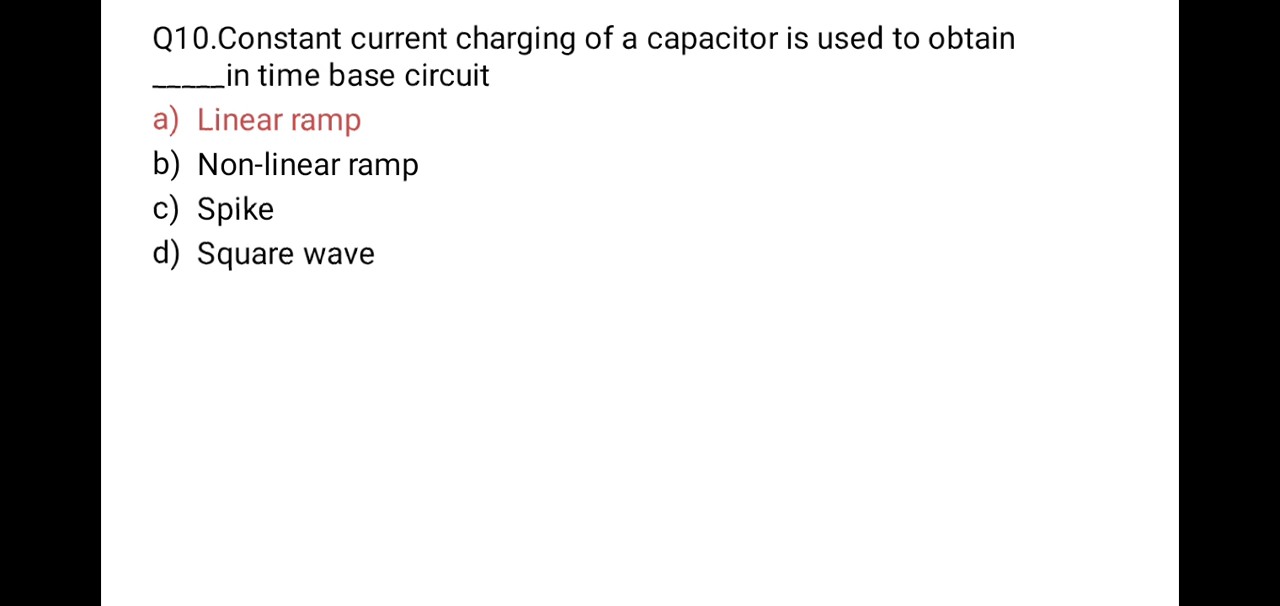 Q10.Constant current charging of a capacitor is used to obtain
_____in time base circuit
a) Linear ramp
b) Non-linear ramp
c) Spike
d) Square wave